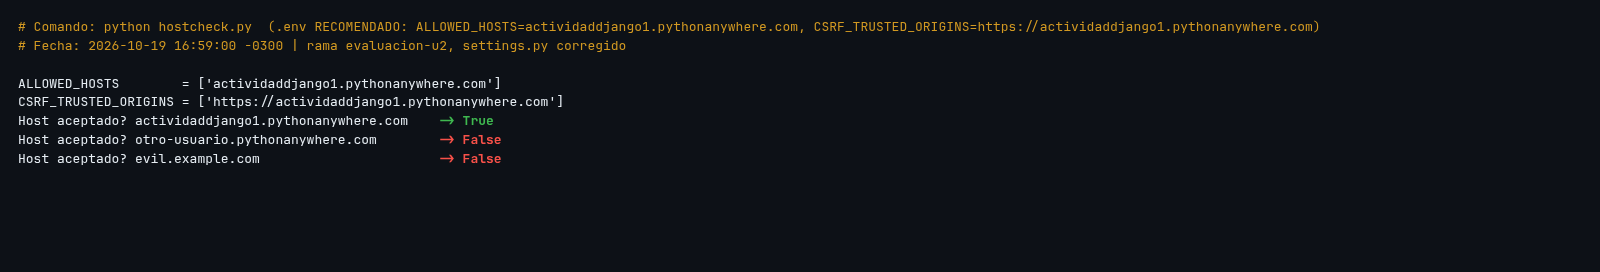 # Comando: python hostcheck.py  (.env RECOMENDADO: ALLOWED_HOSTS=actividaddjango1.pythonanywhere.com, CSRF_TRUSTED_ORIGINS=https://actividaddjango1.pythonanywhere.com)
# Fecha: 2026-10-19 16:59:00 -0300 | rama evaluacion-u2, settings.py corregido
ALLOWED_HOSTS        = ['actividaddjango1.pythonanywhere.com']
CSRF_TRUSTED_ORIGINS = ['https://actividaddjango1.pythonanywhere.com']
Host aceptado? actividaddjango1.pythonanywhere.com    -> True
Host aceptado? otro-usuario.pythonanywhere.com        -> False
Host aceptado? evil.example.com                       -> False